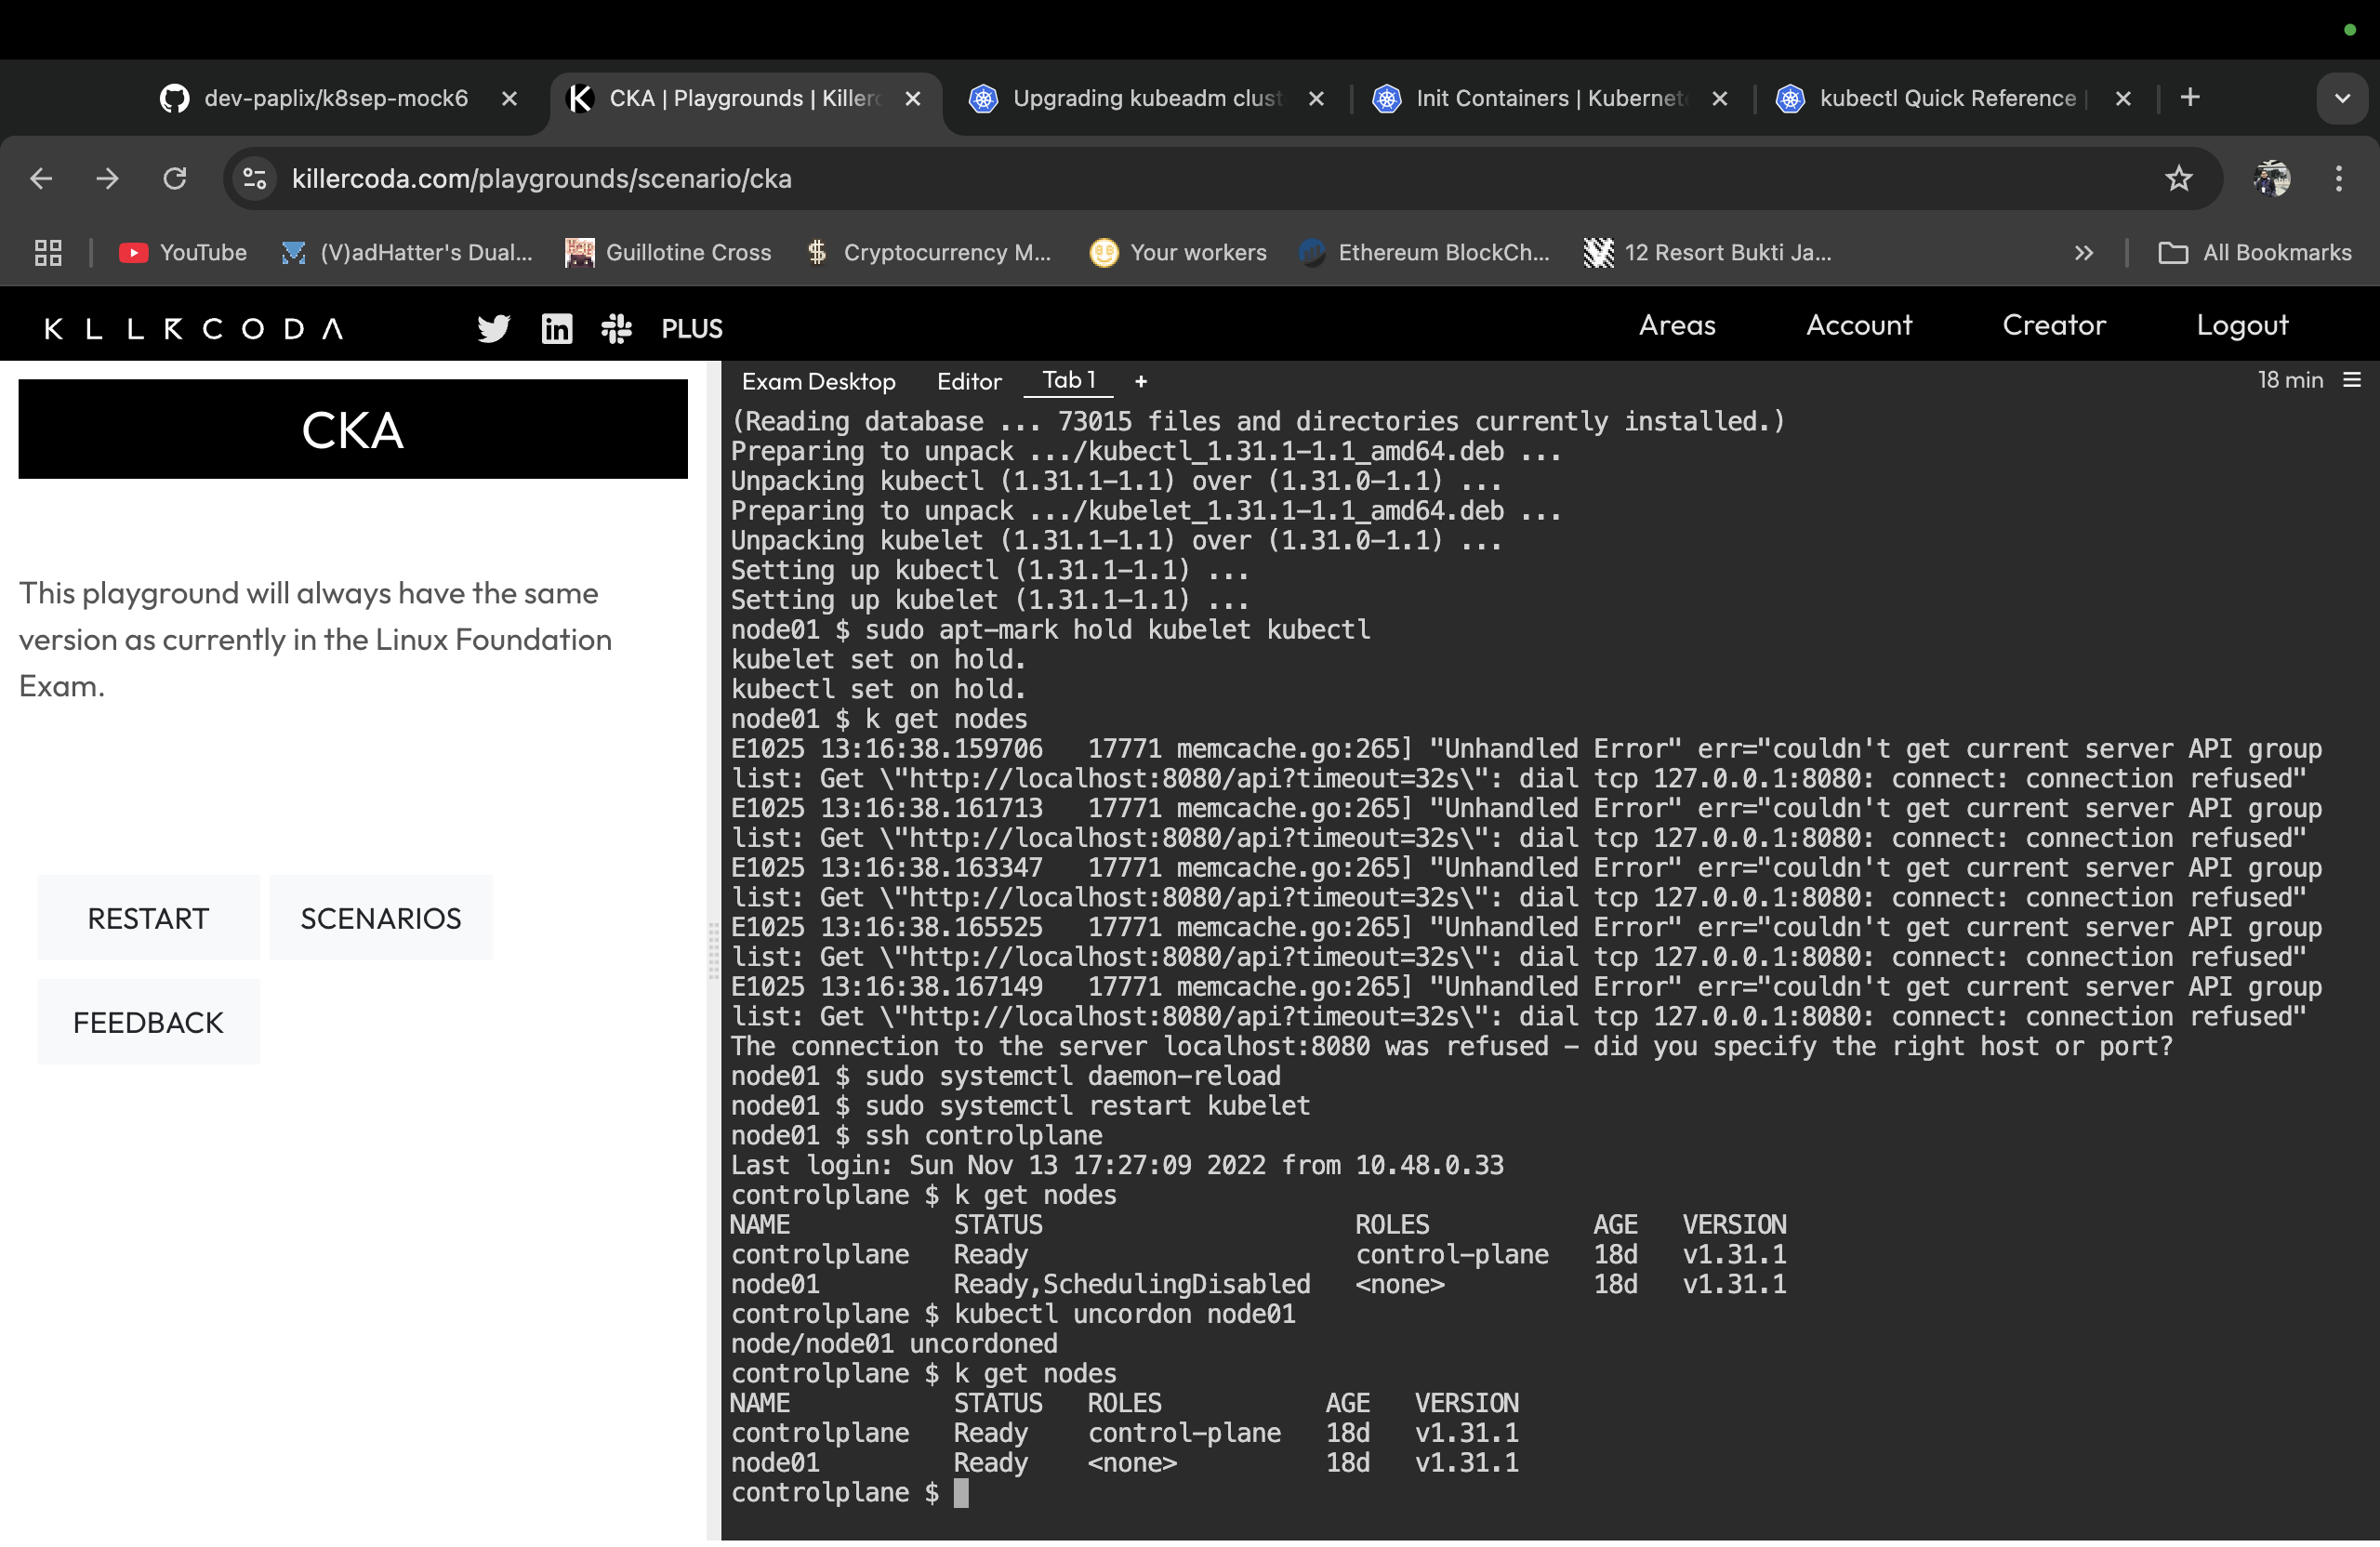 dev-paplix/k8sep-mock6
CKA | Playgrounds | Killerc
Upgrading kubeadm clust
Init Containers | Kubernete
kubectl Quick Reference |
killercoda.com/playgrounds/scenario/cka
YouTube
(V)adHatter's Dual...
Guillotine Cross
Cryptocurrency M...
Your workers
Ethereum BlockCh...
12 Resort Bukti Ja...
All Bookmarks
KILLERCODA
PLUS
Areas
Account
Creator
Logout
CKA
This playground will always have the same
version as currently in the Linux Foundation
Exam.
RESTART
SCENARIOS
FEEDBACK
Exam Desktop
Editor
Tab 1
+
18 min
(Reading database ... 73015 files and directories currently installed.)
Preparing to unpack .../kubectl_1.31.1-1.1_amd64.deb ...
Unpacking kubectl (1.31.1-1.1) over (1.31.0-1.1) ...
Preparing to unpack .../kubelet_1.31.1-1.1_amd64.deb ...
Unpacking kubelet (1.31.1-1.1) over (1.31.0-1.1) ...
Setting up kubectl (1.31.1-1.1) ...
Setting up kubelet (1.31.1-1.1) ...
node01 $ sudo apt-mark hold kubelet kubectl
kubelet set on hold.
kubectl set on hold.
node01 $ k get nodes
E1025 13:16:38.159706   17771 memcache.go:265] "Unhandled Error" err="couldn't get current server API group
list: Get \"http://localhost:8080/api?timeout=32s\": dial tcp 127.0.0.1:8080: connect: connection refused"
E1025 13:16:38.161713   17771 memcache.go:265] "Unhandled Error" err="couldn't get current server API group
list: Get \"http://localhost:8080/api?timeout=32s\": dial tcp 127.0.0.1:8080: connect: connection refused"
E1025 13:16:38.163347   17771 memcache.go:265] "Unhandled Error" err="couldn't get current server API group
list: Get \"http://localhost:8080/api?timeout=32s\": dial tcp 127.0.0.1:8080: connect: connection refused"
E1025 13:16:38.165525   17771 memcache.go:265] "Unhandled Error" err="couldn't get current server API group
list: Get \"http://localhost:8080/api?timeout=32s\": dial tcp 127.0.0.1:8080: connect: connection refused"
E1025 13:16:38.167149   17771 memcache.go:265] "Unhandled Error" err="couldn't get current server API group
list: Get \"http://localhost:8080/api?timeout=32s\": dial tcp 127.0.0.1:8080: connect: connection refused"
The connection to the server localhost:8080 was refused - did you specify the right host or port?
node01 $ sudo systemctl daemon-reload
node01 $ sudo systemctl restart kubelet
node01 $ ssh controlplane
Last login: Sun Nov 13 17:27:09 2022 from 10.48.0.33
controlplane $ k get nodes
NAME           STATUS                     ROLES           AGE   VERSION
controlplane   Ready                      control-plane   18d   v1.31.1
node01         Ready,SchedulingDisabled   <none>          18d   v1.31.1
controlplane $ kubectl uncordon node01
node/node01 uncordoned
controlplane $ k get nodes
NAME           STATUS   ROLES           AGE   VERSION
controlplane   Ready    control-plane   18d   v1.31.1
node01         Ready    <none>          18d   v1.31.1
controlplane $